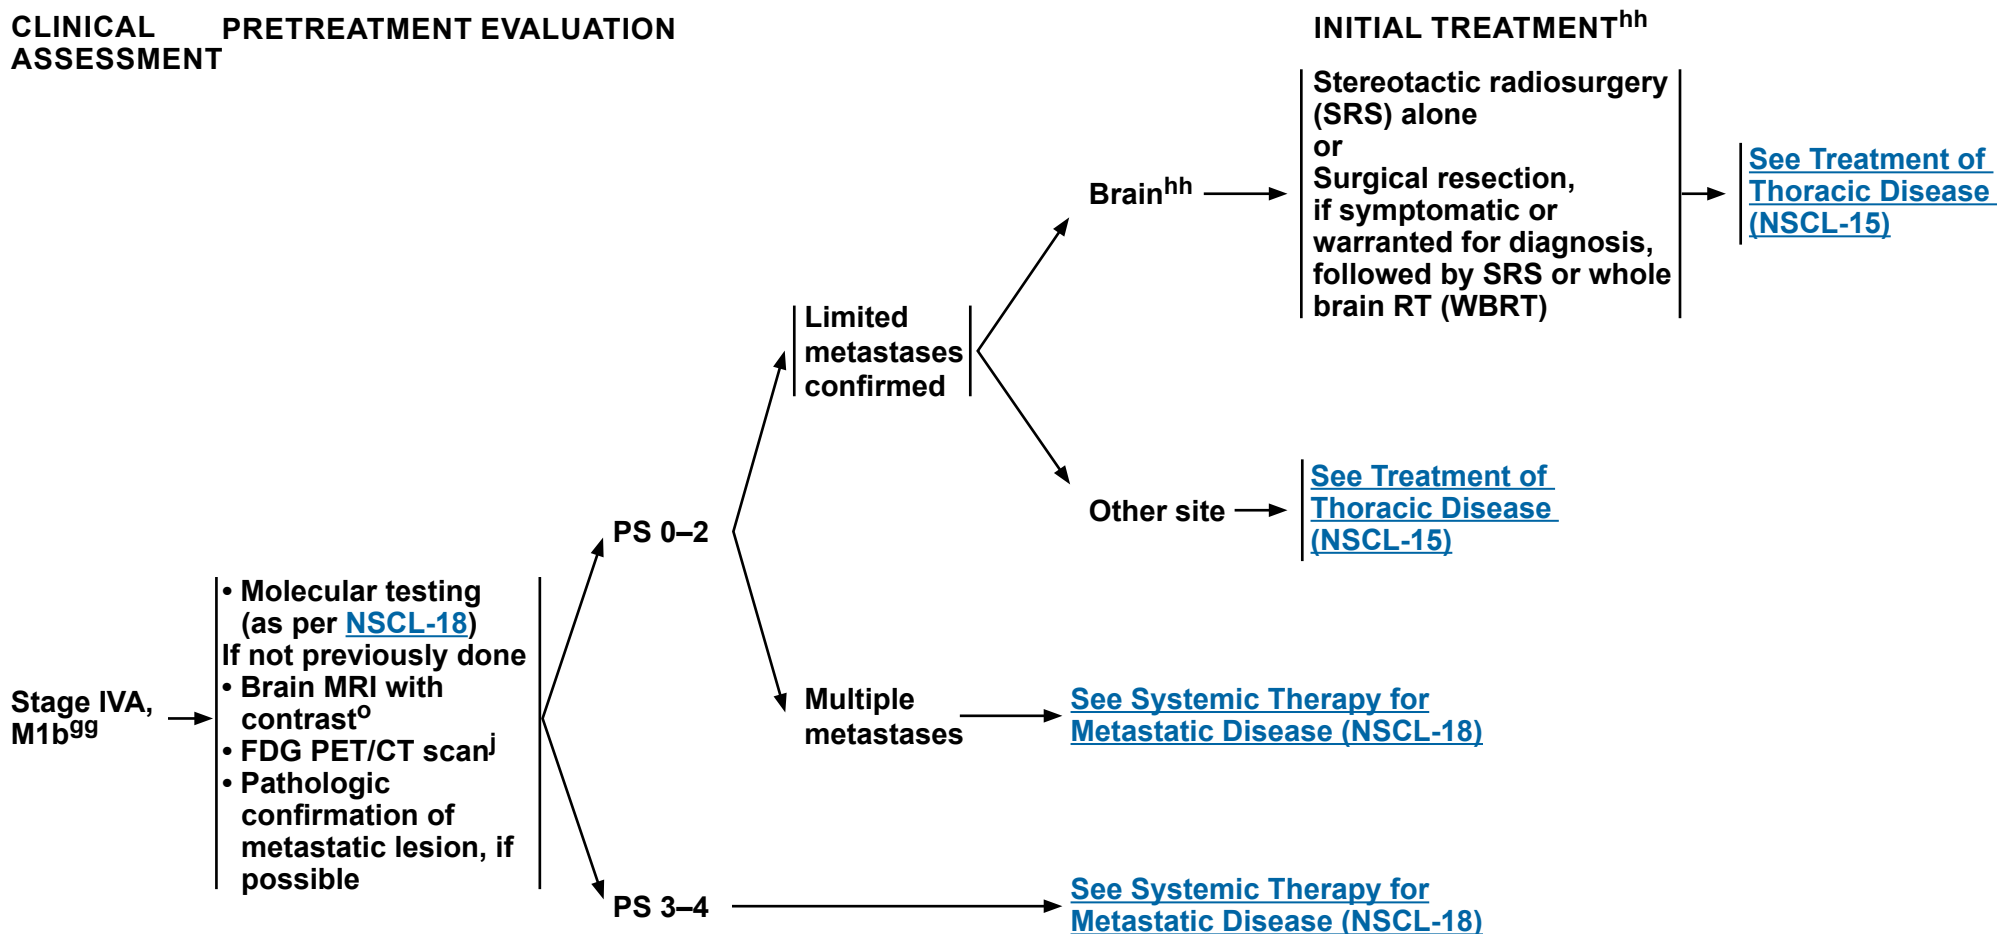 CLINICAL
ASSESSMENT
PRETREATMENT EVALUATION
INITIAL TREATMENThh
Stage IVA,
M1bgg
• Molecular testing
(as per NSCL-18)
If not previously done
• Brain MRI with
contrasto
• FDG PET/CT scanj
• Pathologic
confirmation of
metastatic lesion, if
possible
PS 0–2
Limited
metastases
confirmed
Brainhh
Stereotactic radiosurgery
(SRS) alone
or
Surgical resection,
if symptomatic or
warranted for diagnosis,
followed by SRS or whole
brain RT (WBRT)
See Treatment of
Thoracic Disease
(NSCL-15)
Other site
See Treatment of
Thoracic Disease
(NSCL-15)
Multiple
metastases
See Systemic Therapy for
Metastatic Disease (NSCL-18)
PS 3–4
See Systemic Therapy for
Metastatic Disease (NSCL-18)